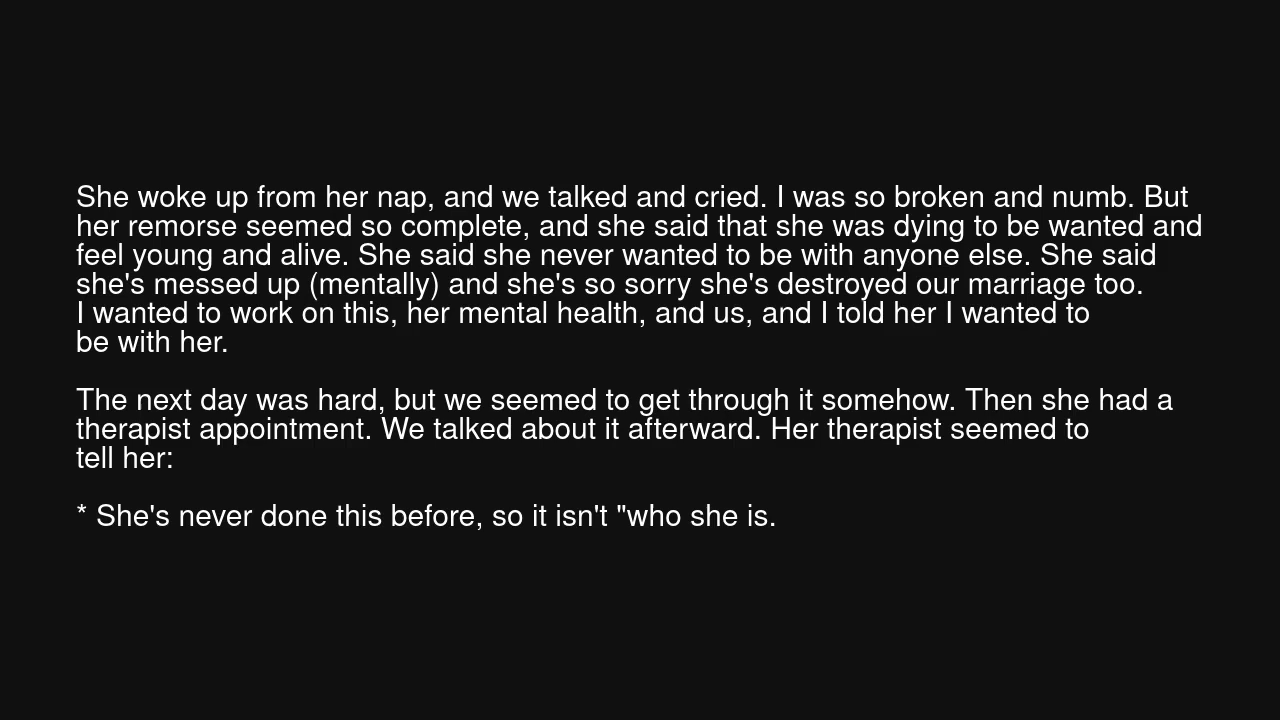 She woke up from her nap, and we talked and cried. I was so broken and numb. But
her remorse seemed so complete, and she said that she was dying to be wanted and
feel young and alive. She said she never wanted to be with anyone else. She said
she's messed up (mentally) and she's so sorry she's destroyed our marriage too.
I wanted to work on this, her mental health, and us, and I told her I wanted to
be with her.
The next day was hard, but we seemed to get through it somehow. Then she had a
therapist appointment. We talked about it afterward. Her therapist seemed to
tell her:
* She's never done this before, so it isn't "who she is.